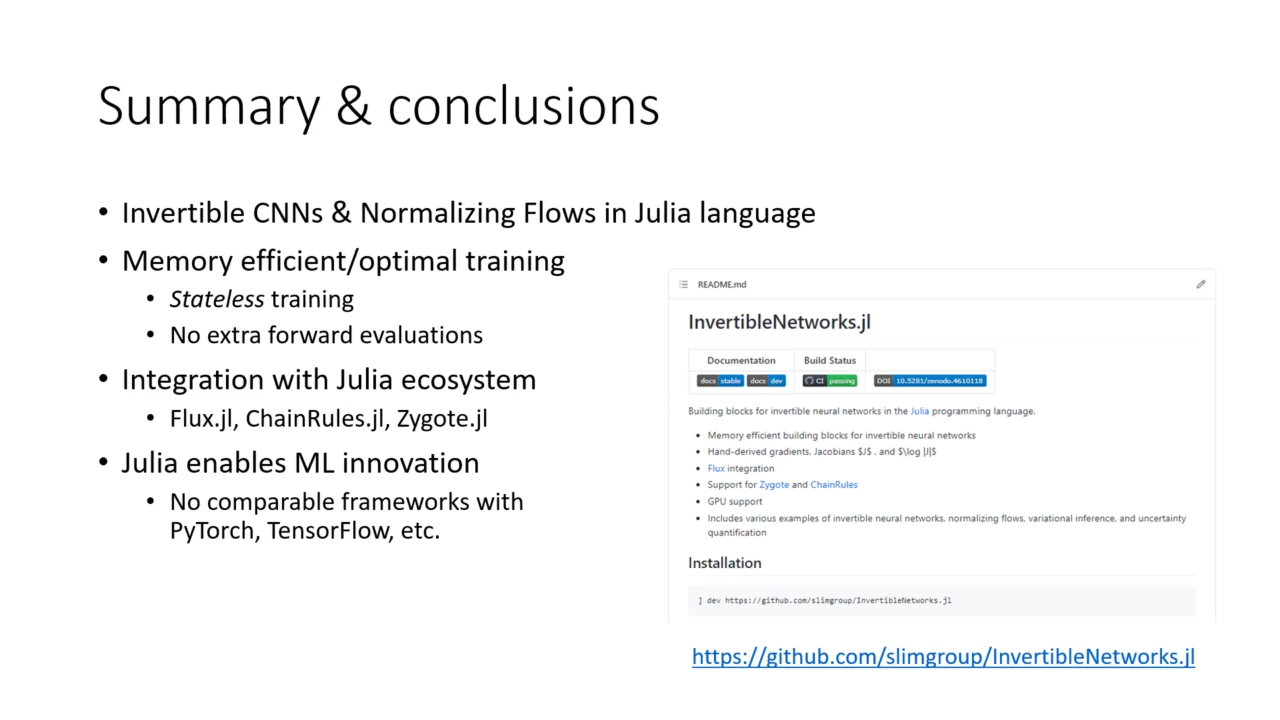 Summary & conclusions
• Invertible CNNs & Normalizing Flows in Julia language
• Memory efficient/optimal training
• Stateless training
• No extra forward evaluations
• Integration with Julia ecosystem
• Flux.jl, ChainRules.jl, Zygote.jl
• Julia enables ML innovation
• No comparable frameworks with
PyTorch, TensorFlow, etc.
README.md
InvertibleNetworks.jl
Documentation Build Status
docs stable docs dev CI passing DOI 10.5281/zenodo.4610118
Building blocks for invertible neural networks in the Julia programming language.
• Memory efficient building blocks for invertible neural networks
• Hand-derived gradients, Jacobians $J$ , and $\log |J|$
• Flux integration
• Support for Zygote and ChainRules
• GPU support
• Includes various examples of invertible neural networks, normalizing flows, variational inference, and uncertainty
quantification
Installation
] dev https://github.com/slimgroup/InvertibleNetworks.jl
https://github.com/slimgroup/InvertibleNetworks.jl